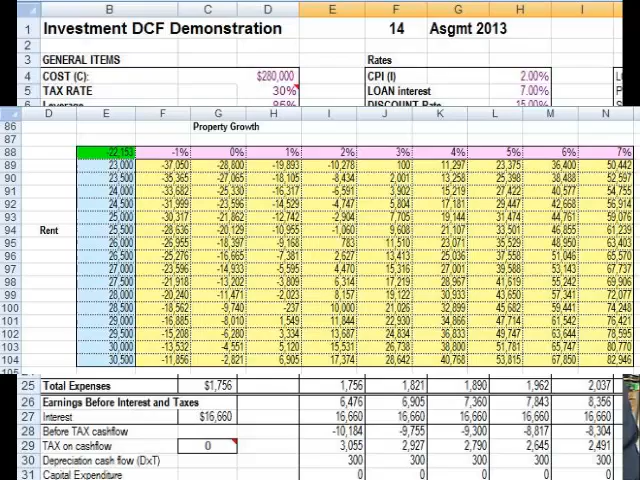 B C D E F G H I
1 Investment DCF Demonstration 14 Asgmt 2013
2
3 GENERAL ITEMS Rates
4 COST (C): $280,000 CPI (I) 2.00%
5 TAX RATE 30% LOAN interest 7.00%
6 Leverage 85% DISCOUNT Rate 15.00%
D E F G H I J K L M N
86 Property Growth
87
88 -22,153 -1% 0% 1% 2% 3% 4% 5% 6% 7%
89 23,000 -37,050 -28,800 -19,893 -10,278 100 11,297 23,375 36,400 50,442
90 23,500 -35,365 -27,065 -18,105 -8,434 2,001 13,258 25,398 38,488 52,597
91 24,000 -33,682 -25,330 -16,317 -6,591 3,902 15,219 27,422 40,577 54,755
92 24,500 -31,999 -23,596 -14,529 -4,747 5,804 17,181 29,447 42,668 56,914
93 25,000 -30,317 -21,862 -12,742 -2,904 7,705 19,144 31,474 44,761 59,076
94 Rent 25,500 -28,636 -20,129 -10,955 -1,060 9,608 21,107 33,501 46,855 61,239
95 26,000 -26,955 -18,397 -9,168 783 11,510 23,071 35,529 48,950 63,403
96 26,500 -25,276 -16,665 -7,381 2,627 13,413 25,036 37,558 51,046 65,570
97 27,000 -23,596 -14,933 -5,595 4,470 15,316 27,001 39,588 53,143 67,737
98 27,500 -21,918 -13,202 -3,809 6,314 17,219 28,967 41,619 55,242 69,906
99 28,000 -20,240 -11,471 -2,023 8,157 19,122 30,933 43,650 57,341 72,077
100 28,500 -18,562 -9,740 -237 10,000 21,026 32,899 45,682 59,441 74,248
101 29,000 -16,885 -8,010 1,549 11,844 22,930 34,866 47,714 61,542 76,421
102 29,500 -15,208 -6,280 3,334 13,687 24,834 36,833 49,747 63,644 78,595
103 30,000 -13,532 -4,551 5,120 15,531 26,738 38,800 51,781 65,747 80,770
104 30,500 -11,856 -2,821 6,905 17,374 28,642 40,768 53,815 67,850 82,946
105
25 Total Expenses $1,756 1,756 1,821 1,890 1,962 2,037
26 Earnings Before Interest and Taxes 6,476 6,905 7,360 7,843 8,356
27 Interest $16,660 16,660 16,660 16,660 16,660 16,660
28 Before TAX cashflow -10,184 -9,755 -9,300 -8,817 -8,304
29 TAX on cashflow 0 3,055 2,927 2,790 2,645 2,491
30 Depreciation cash flow (DxT) 300 300 300 300 300
31 Capital Expenditure 0 0 0 0 0